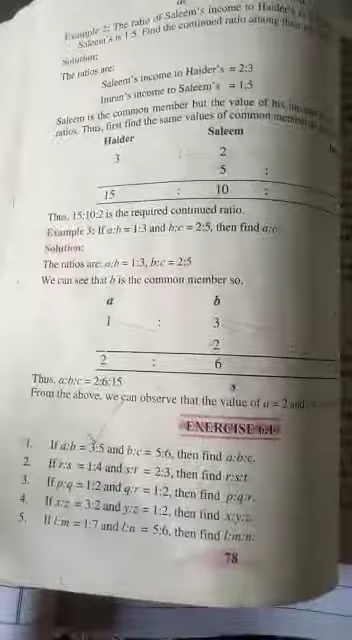 Example 2: The ratio of Saleem's income to Haider's is
Saleem's is 1:5. Find the continued ratio among their
Solution:
The ratios are:
Saleem's income to Haider's = 2:3
Imran's income to Saleem's = 1:5
Saleem is the common member but the value of his income
ratios. Thus, first find the same values of common member
Haider Saleem
3 : 2
5 :
15 : 10 :
Thus, 15:10:2 is the required continued ratio.
Example 3: If a:b = 1:3 and b:c = 2:5, then find a:c
Solution:
The ratios are: a:b = 1:3, b:c = 2:5
We can see that b is the common member so,
a b
1 : 3
2
2 : 6
Thus, a:b:c = 2:6:15
From the above, we can observe that the value of a = 2 and
EXERCISE 6.1
1. If a:b = 3:5 and b:c = 5:6, then find a:b:c.
2. If r:s = 1:4 and s:t = 2:3, then find r:s:t.
3. If p:q = 1:2 and q:r = 1:2, then find p:q:r.
4. If x:z = 3:2 and y:z = 1:2, then find x:y:z.
5. If l:m = 1:7 and l:n = 5:6, then find l:m:n.
78